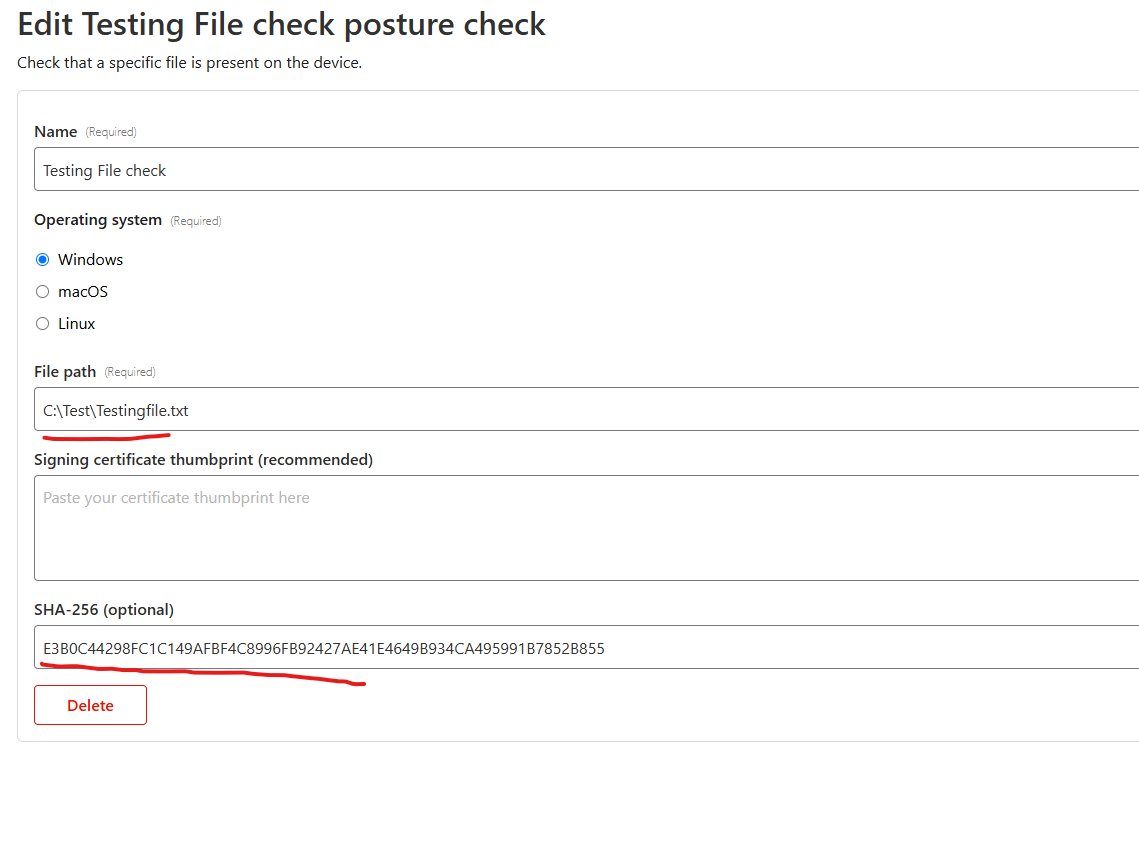 Edit Testing File check posture check
Check that a specific file is present on the device.
Name (Required)
Testing File check
Operating system (Required)
Windows
macOS
Linux
File path (Required)
C:\Test\Testingfile.txt
Signing certificate thumbprint (recommended)
Paste your certificate thumbprint here
SHA-256 (optional)
E3B0C44298FC1C149AFBF4C8996FB92427AE41E4649B934CA495991B7852B855
Delete